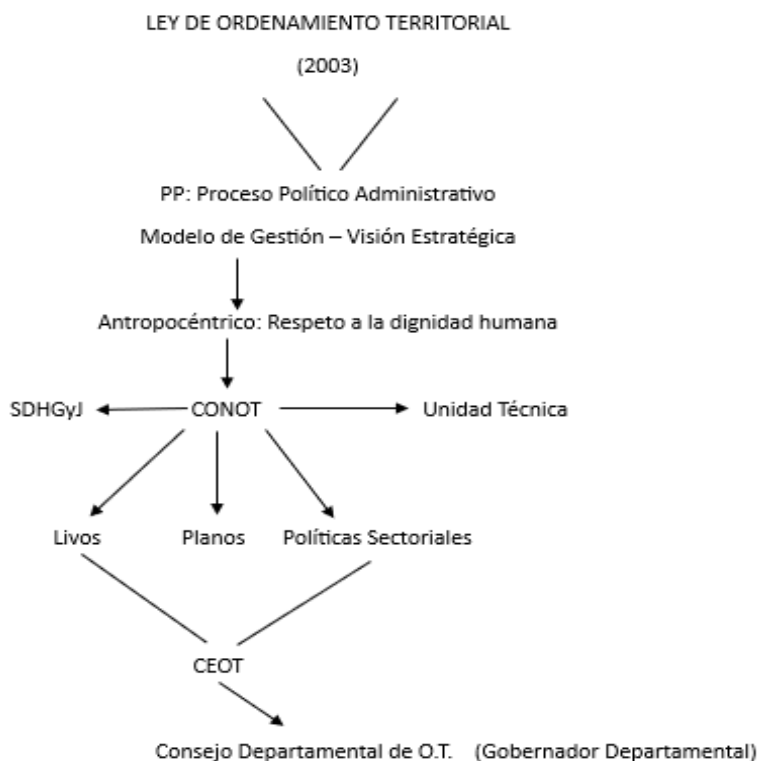 LEY DE ORDENAMIENTO TERRITORIAL
(2003)
PP: Proceso Político Administrativo
Modelo de Gestión – Visión Estratégica
Antropocéntrico: Respeto a la dignidad humana
SDHGyJ CONOT Unidad Técnica
Livos Planos Políticas Sectoriales
CEOT
Consejo Departamental de O.T. (Gobernador Departamental)